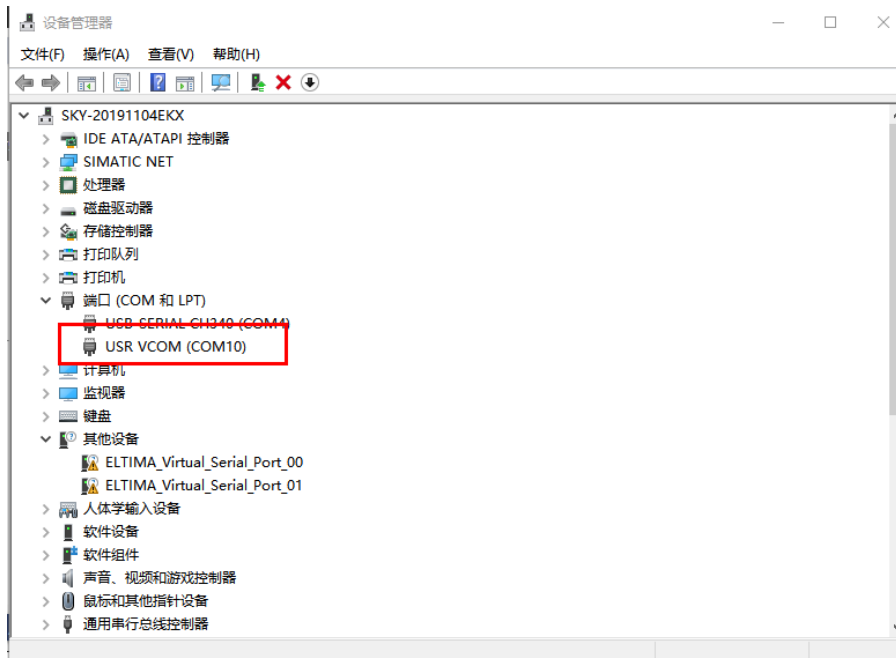 设备管理器
文件(F) 操作(A) 查看(V) 帮助(H)
SKY-20191104EKX
IDE ATA/ATAPI 控制器
SIMATIC NET
处理器
磁盘驱动器
存储控制器
打印队列
打印机
端口 (COM 和 LPT)
USB-SERIAL CH340 (COM4)
USR VCOM (COM10)
计算机
监视器
键盘
其他设备
ELTIMA_Virtual_Serial_Port_00
ELTIMA_Virtual_Serial_Port_01
人体学输入设备
软件设备
软件组件
声音、视频和游戏控制器
鼠标和其他指针设备
通用串行总线控制器